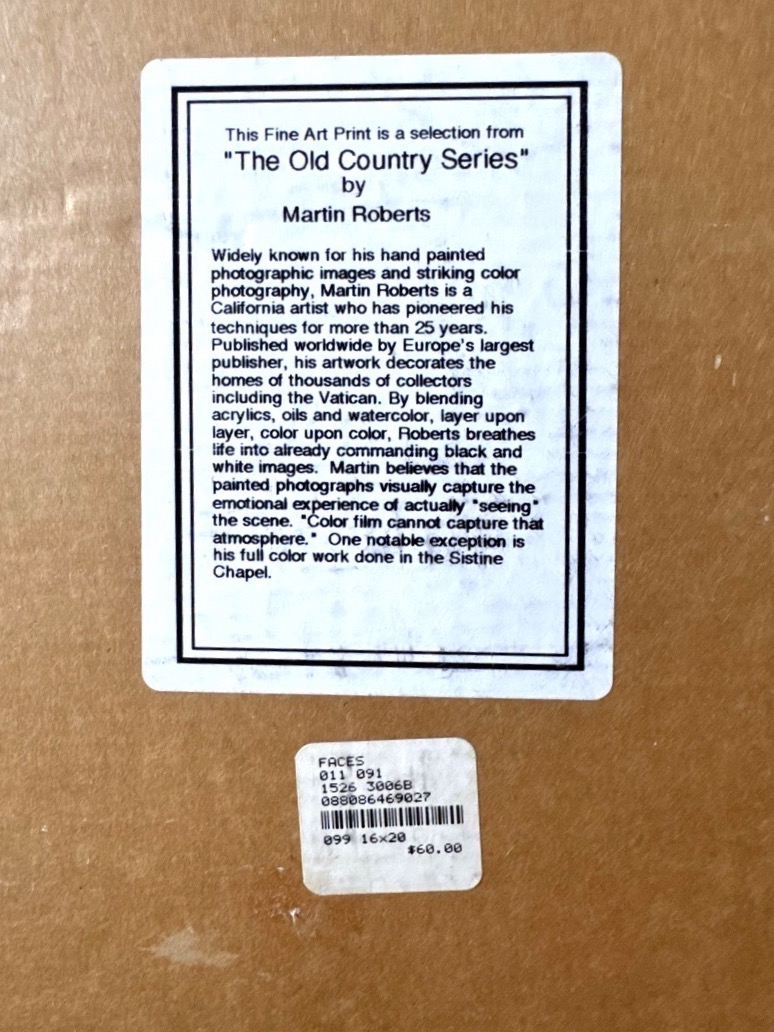 This Fine Art Print is a selection from
"The Old Country Series"
by
Martin Roberts
Widely known for his hand painted
photographic images and striking color
photography, Martin Roberts is a
California artist who has pioneered his
techniques for more than 25 years.
Published worldwide by Europe's largest
publisher, his artwork decorates the
homes of thousands of collectors
including the Vatican. By blending
acrylics, oils and watercolor, layer upon
layer, color upon color, Roberts breathes
life into already commanding black and
white images. Martin believes that the
painted photographs visually capture the
emotional experience of actually "seeing"
the scene. "Color film cannot capture that
atmosphere." One notable exception is
his full color work done in the Sistine
Chapel.
FACES
011 091
1526 3006B
088086469027
099 16x20
$60.00